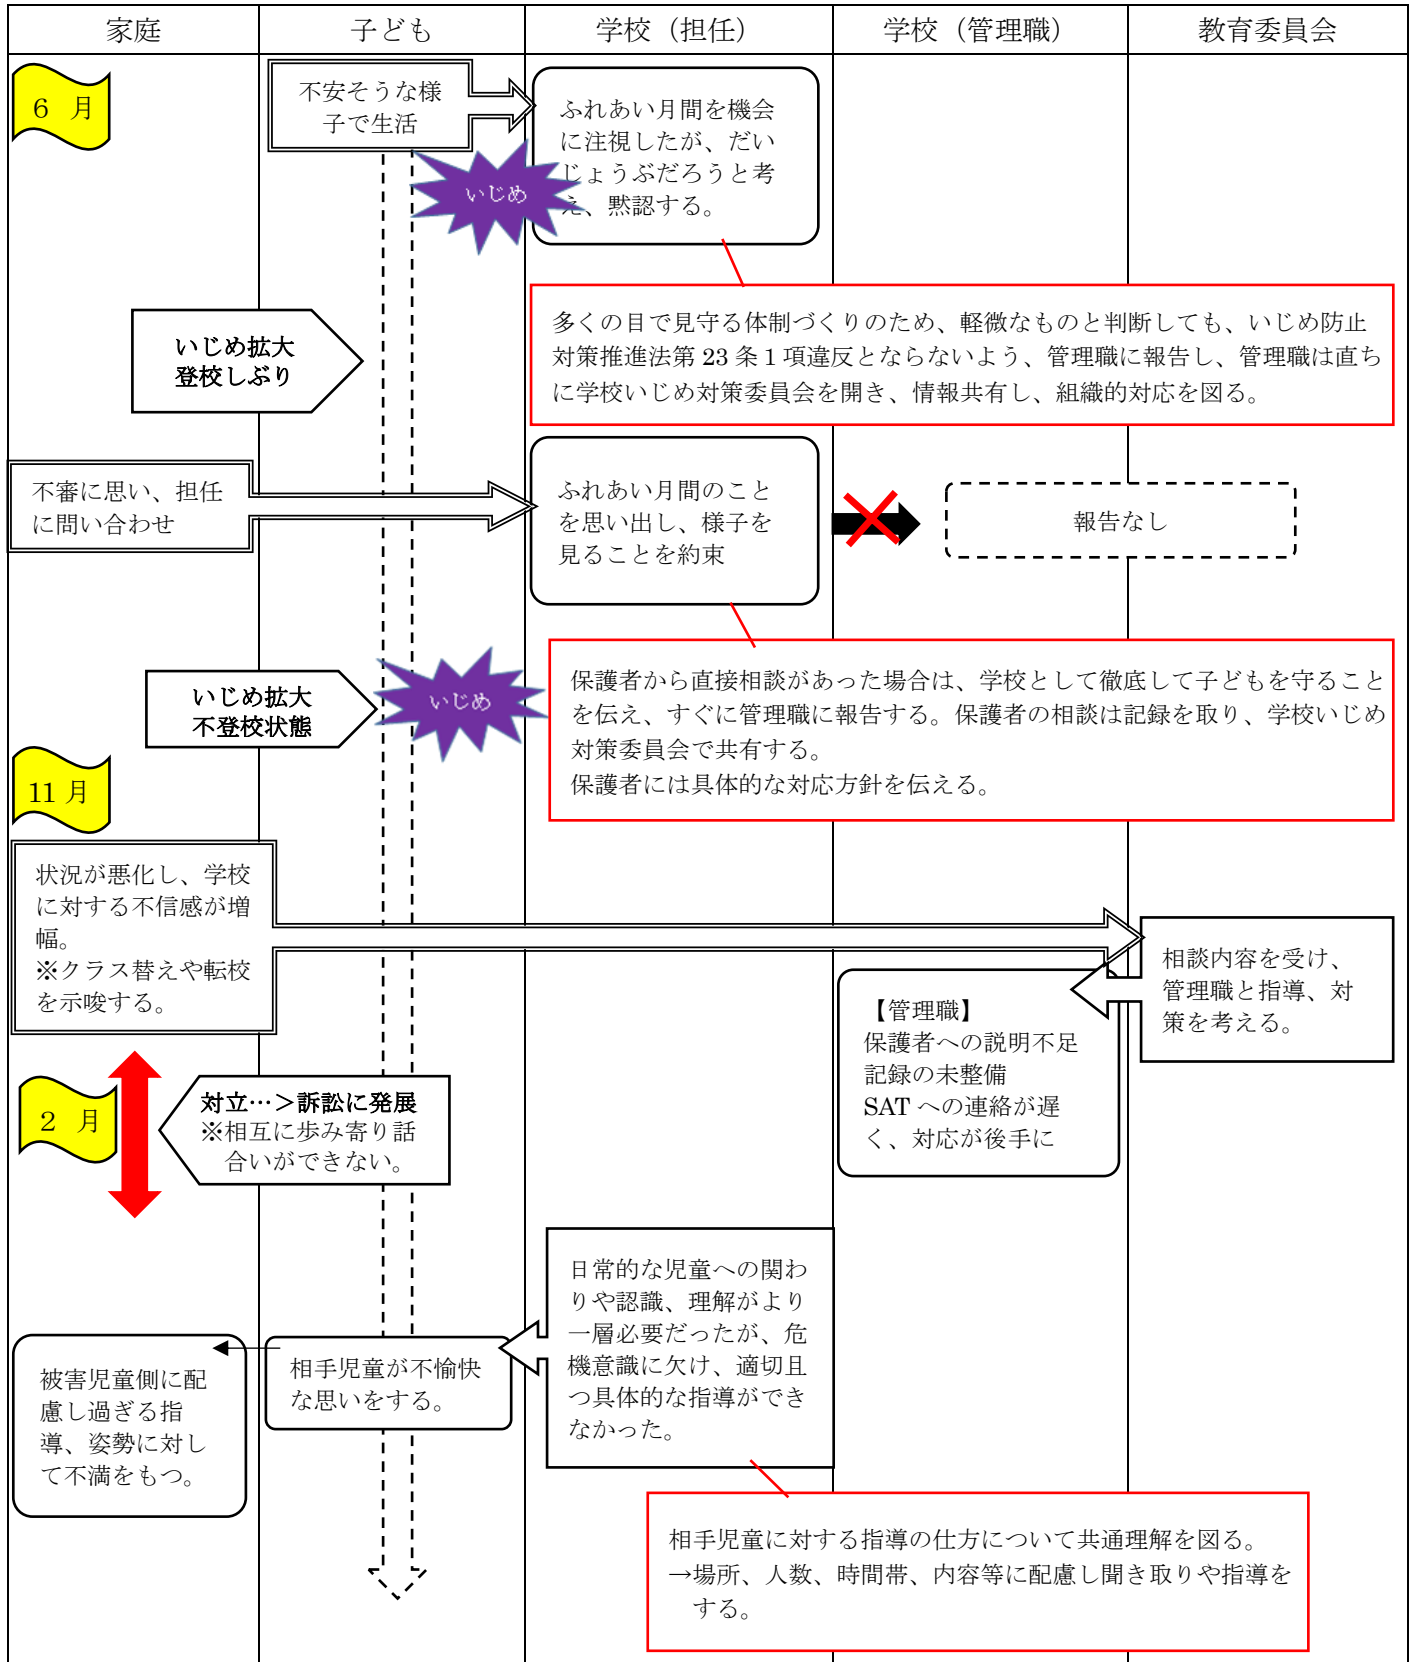 家庭
子ども
学校（担任）
学校（管理職）
教育委員会
6 月
不安そうな様
子で生活
ふれあい月間を機会
に注視したが、だい
じょうぶだろうと考
え、黙認する。
いじめ
多くの目で見守る体制づくりのため、軽微なものと判断しても、いじめ防止
対策推進法第 23 条 1 項違反とならないよう、管理職に報告し、管理職は直ち
に学校いじめ対策委員会を開き、情報共有し、組織的対応を図る。
いじめ拡大
登校しぶり
不審に思い、担任
に問い合わせ
ふれあい月間のこと
を思い出し、様子を
見ることを約束
報告なし
いじめ拡大
不登校状態
いじめ
保護者から直接相談があった場合は、学校として徹底して子どもを守ること
を伝え、すぐに管理職に報告する。保護者の相談は記録を取り、学校いじめ
対策委員会で共有する。
保護者には具体的な対応方針を伝える。
11 月
状況が悪化し、学校
に対する不信感が増
幅。
※クラス替えや転校
を示唆する。
相談内容を受け、
管理職と指導、対
策を考える。
【管理職】
保護者への説明不足
記録の未整備
SAT への連絡が遅
く、対応が後手に
2 月
対立…＞訴訟に発展
※相互に歩み寄り話
合いができない。
日常的な児童への関わ
りや認識、理解がより
一層必要だったが、危
機意識に欠け、適切且
つ具体的な指導ができ
なかった。
相手児童が不愉快
な思いをする。
被害児童側に配
慮し過ぎる指
導、姿勢に対し
て不満をもつ。
相手児童に対する指導の仕方について共通理解を図る。
→場所、人数、時間帯、内容等に配慮し聞き取りや指導を
する。